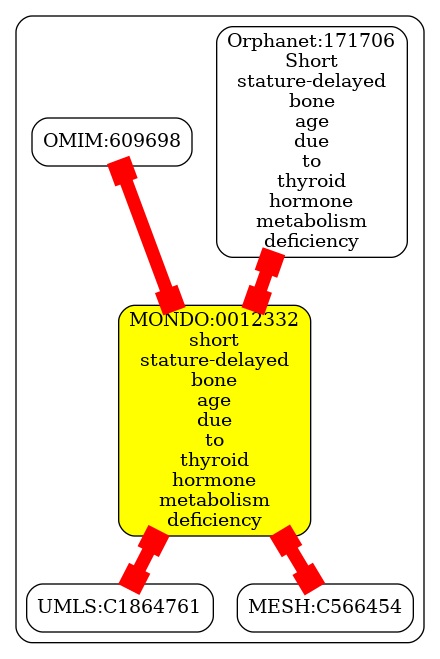 Orphanet:171706
Short
stature-delayed
bone
age
due
to
thyroid
hormone
metabolism
deficiency
OMIM:609698
MONDO:0012332
short
stature-delayed
bone
age
due
to
thyroid
hormone
metabolism
deficiency
UMLS:C1864761
MESH:C566454